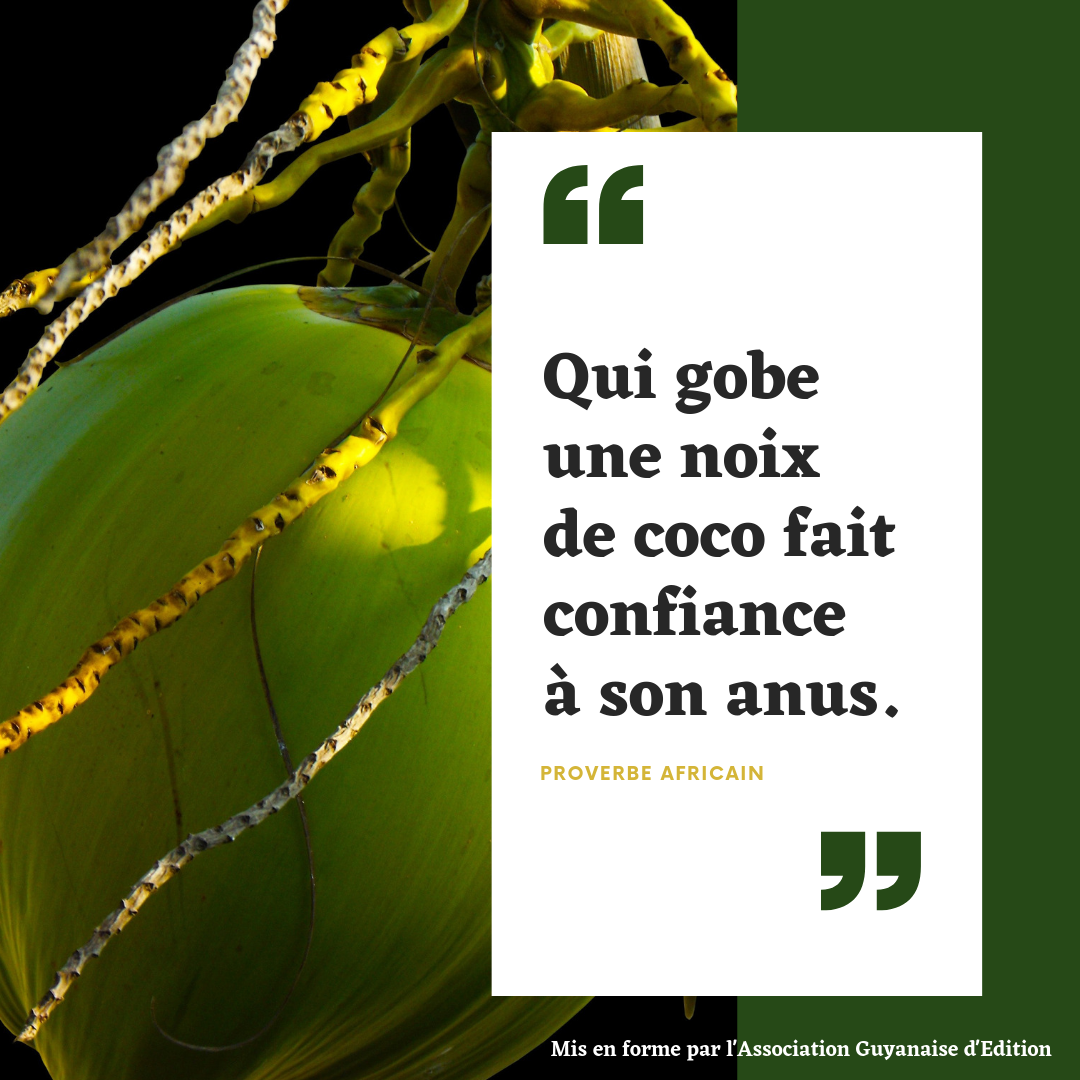 “
Qui gobe
une noix
de coco fait
confiance
à son anus.
PROVERBE AFRICAIN
”
Mis en forme par l'Association Guyanaise d'Edition